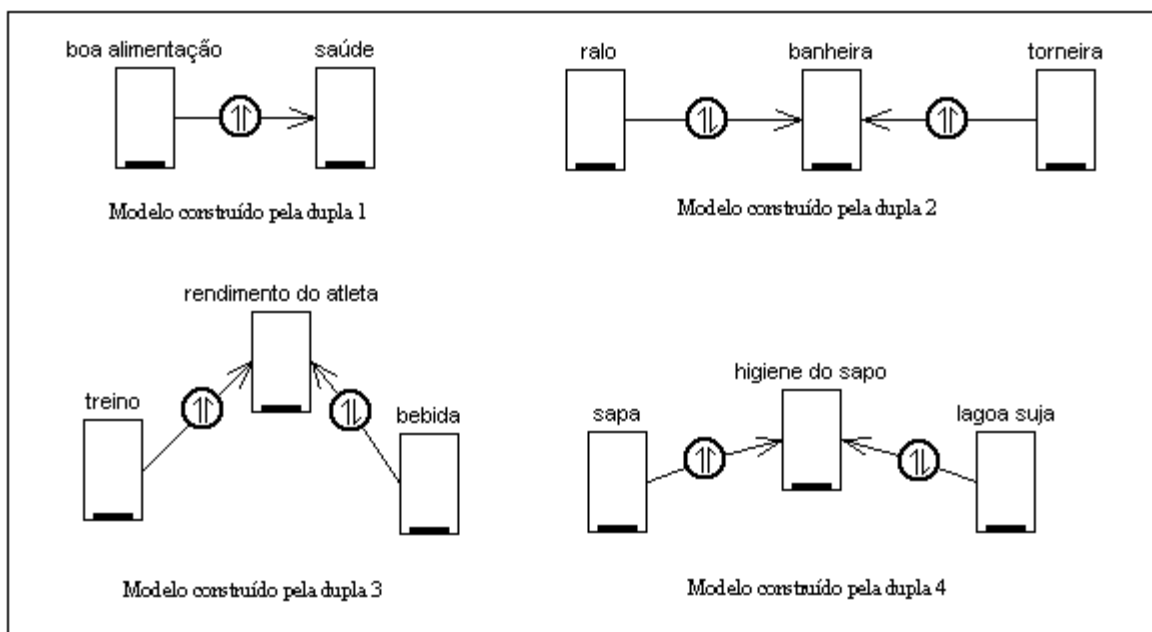 boa alimentação
saúde
Modelo construído pela dupla 1
ralo
banheira
torneira
Modelo construído pela dupla 2
rendimento do atleta
treino
bebida
Modelo construído pela dupla 3
higiene do sapo
sapa
lagoa suja
Modelo construído pela dupla 4